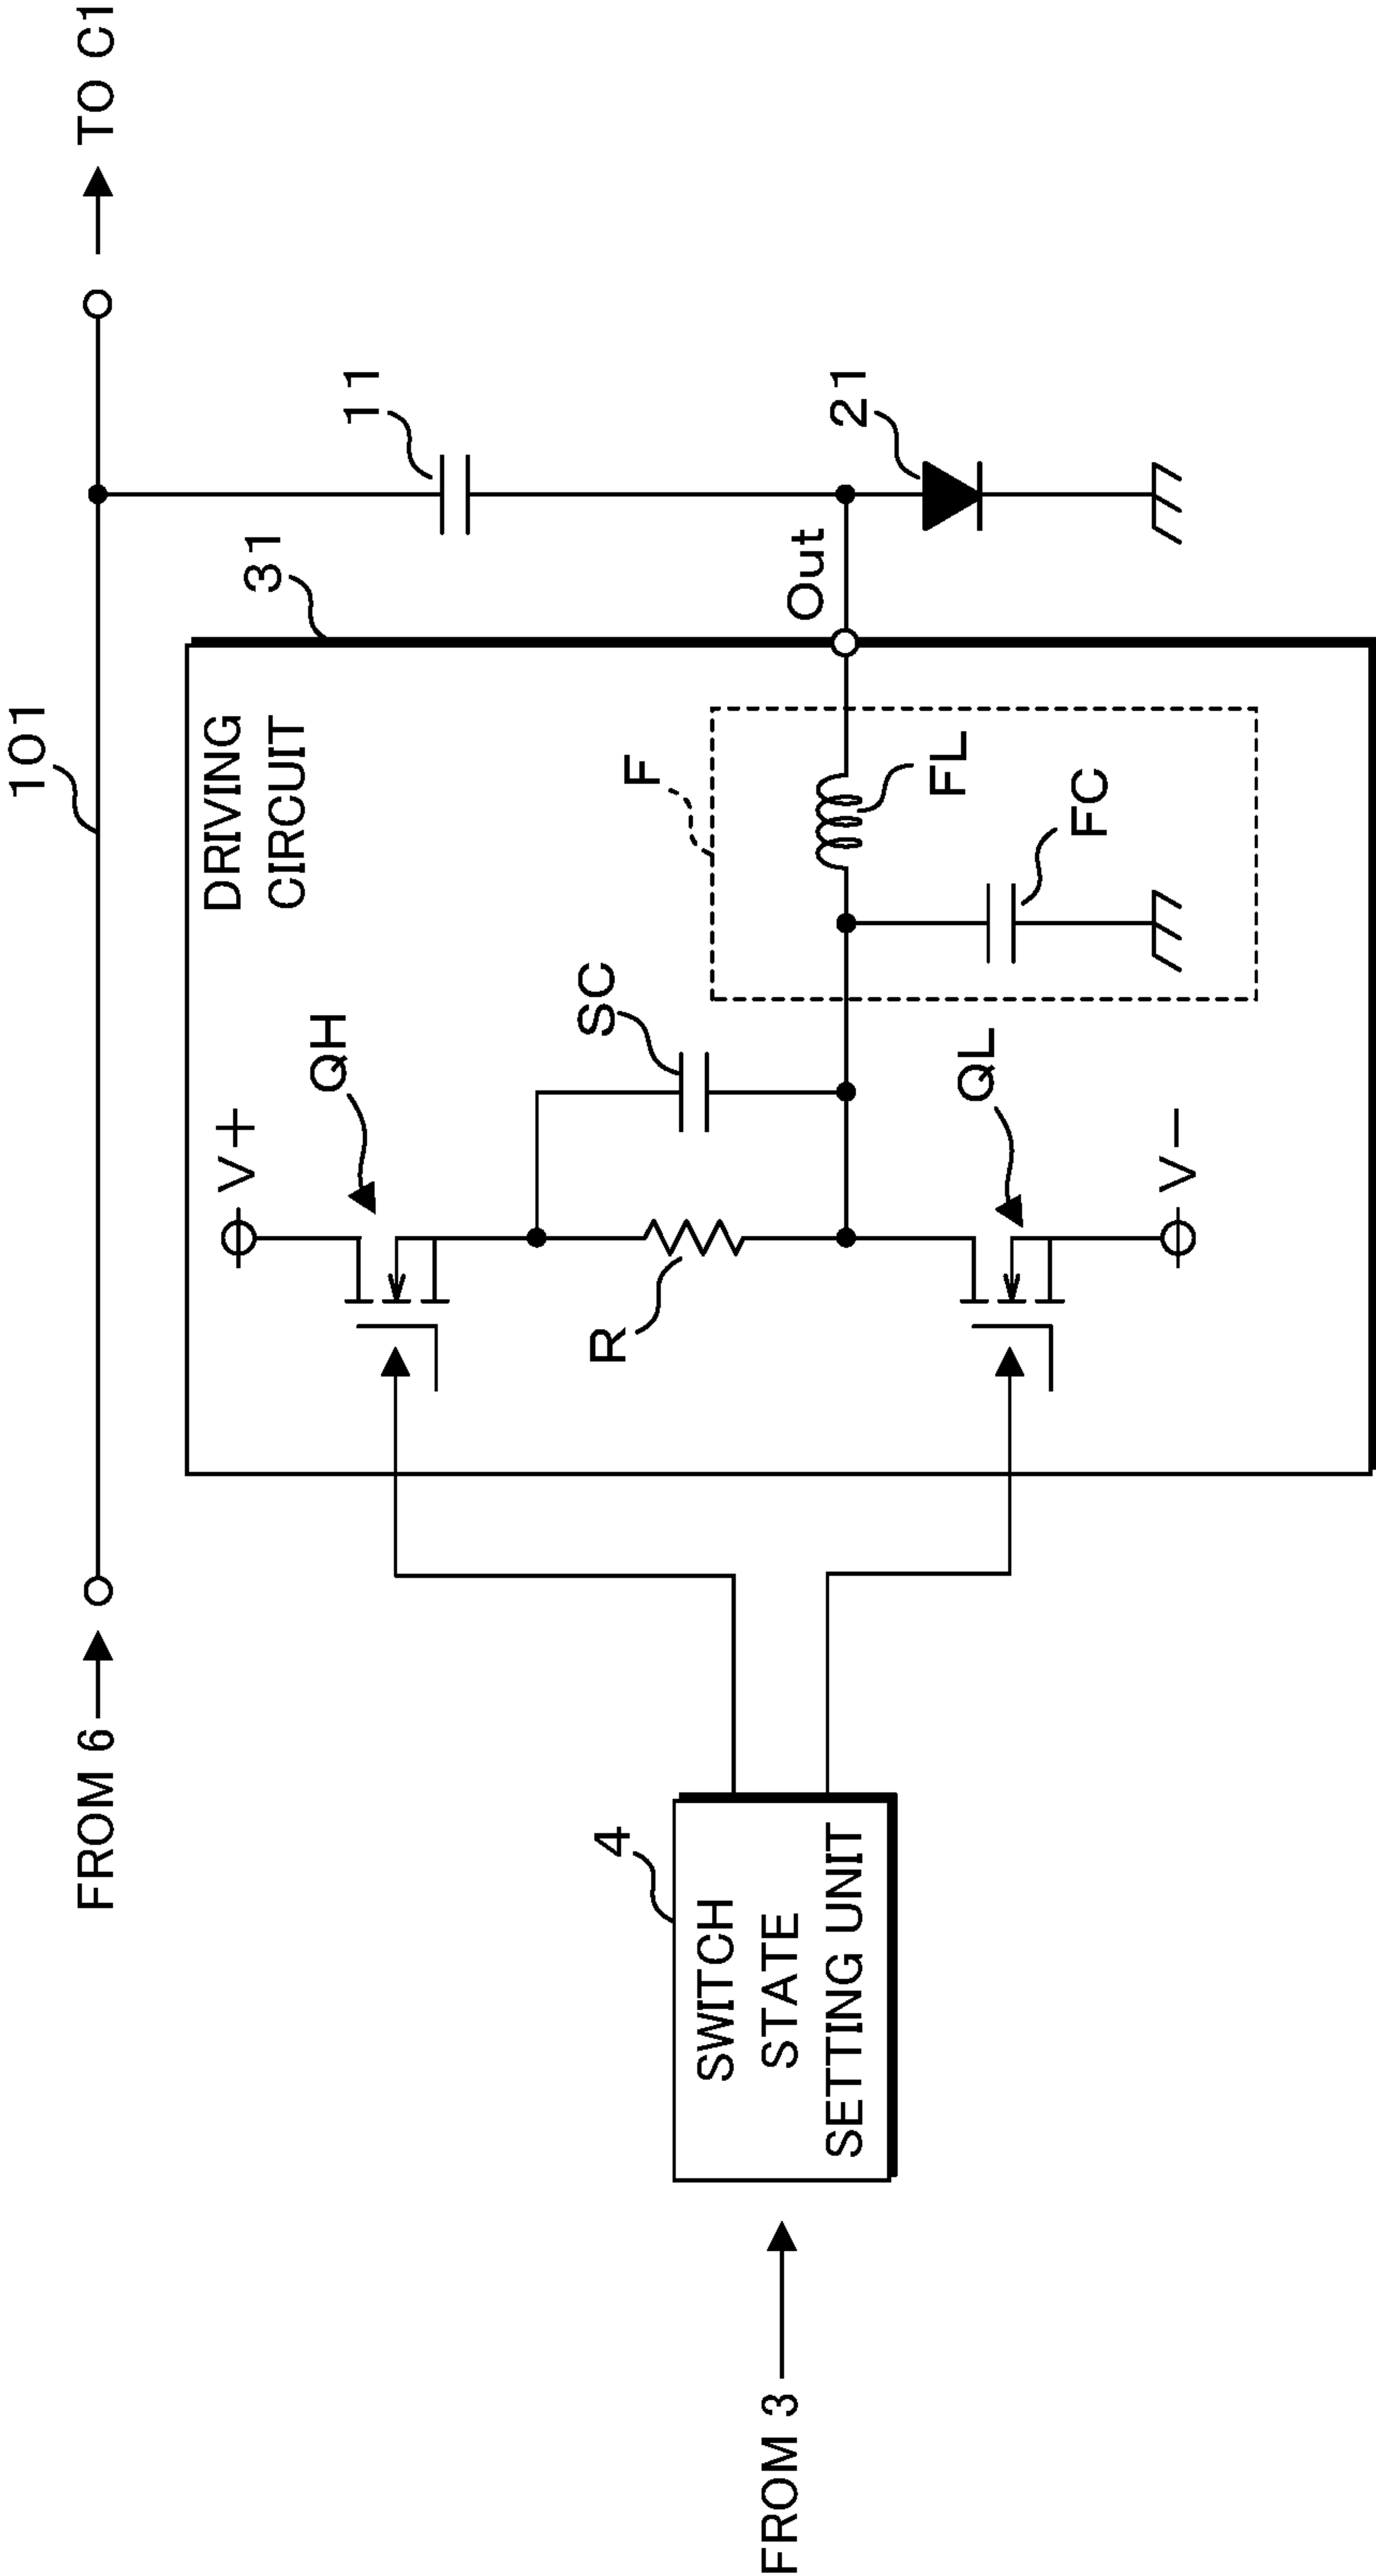 101
FROM 6
TO C1
11
31
DRIVING
CIRCUIT
V+
QH
SC
F
R
Out
21
FL
FC
QL
V−
4
SWITCH
STATE
SETTING UNIT
FROM 3